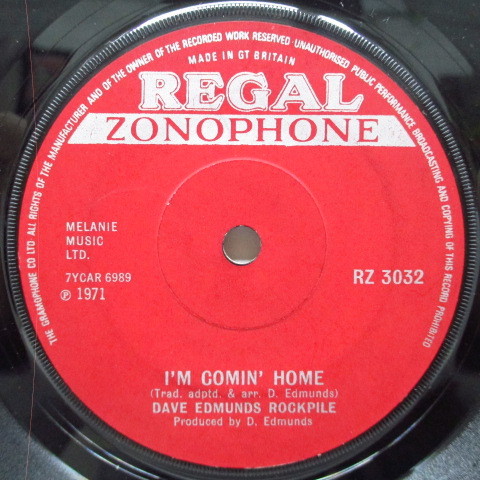 THE GRAMOPHONE CO LTD ALL RIGHTS OF THE MANUFACTURER AND OF THE OWNER OF THE RECORDED WORK RESERVED · UNAUTHORISED PUBLIC PERFORMANCE BROADCASTING AND COPYING OF THIS RECORD PROHIBITED
MADE IN GT BRITAIN
REGAL
ZONOPHONE
MELANIE
MUSIC
LTD.
7YCAR 6989
℗ 1971
RZ 3032
I'M COMIN' HOME
(Trad. adptd. & arr. D. Edmunds)
DAVE EDMUNDS ROCKPILE
Produced by D. Edmunds